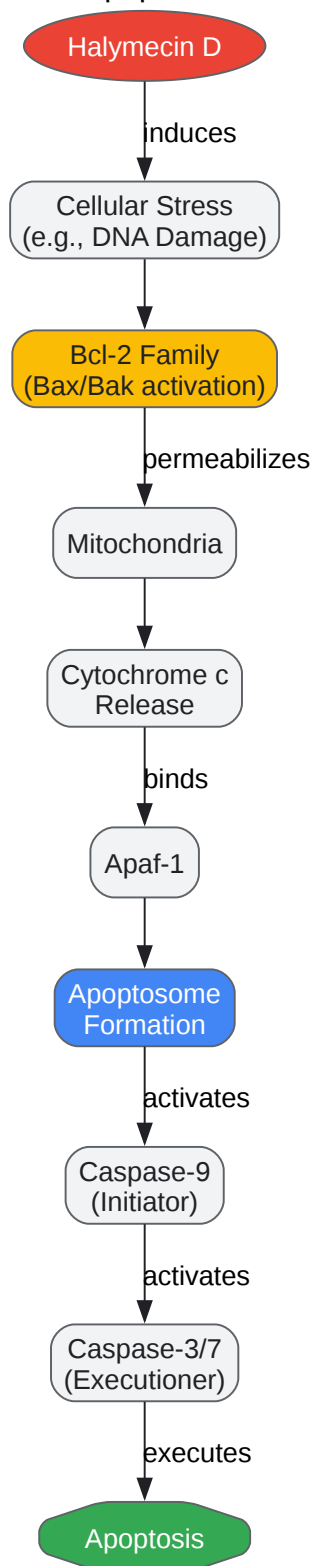 Halymecin D
induces
Cellular Stress
(e.g., DNA Damage)
Bcl-2 Family
(Bax/Bak activation)
permeabilizes
Mitochondria
Cytochrome c
Release
binds
Apaf-1
Apoptosome
Formation
activates
Caspase-9
(Initiator)
activates
Caspase-3/7
(Executioner)
executes
Apoptosis